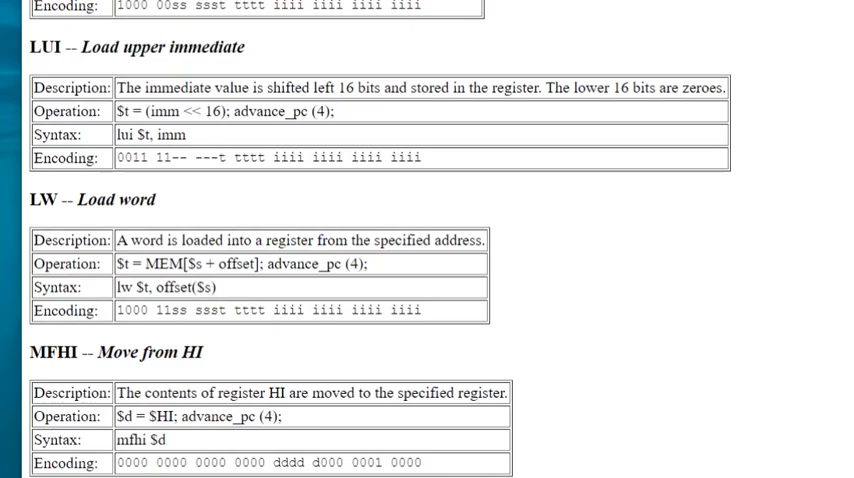 Encoding: 1000 00ss ssst tttt iiii iiii iiii iiii
LUI -- Load upper immediate
Description: The immediate value is shifted left 16 bits and stored in the register. The lower 16 bits are zeroes.
Operation: $t = (imm << 16); advance_pc (4);
Syntax: lui $t, imm
Encoding: 0011 11-- ---t tttt iiii iiii iiii iiii
LW -- Load word
Description: A word is loaded into a register from the specified address.
Operation: $t = MEM[$s + offset]; advance_pc (4);
Syntax: lw $t, offset($s)
Encoding: 1000 11ss ssst tttt iiii iiii iiii iiii
MFHI -- Move from HI
Description: The contents of register HI are moved to the specified register.
Operation: $d = $HI; advance_pc (4);
Syntax: mfhi $d
Encoding: 0000 0000 0000 0000 dddd d000 0001 0000